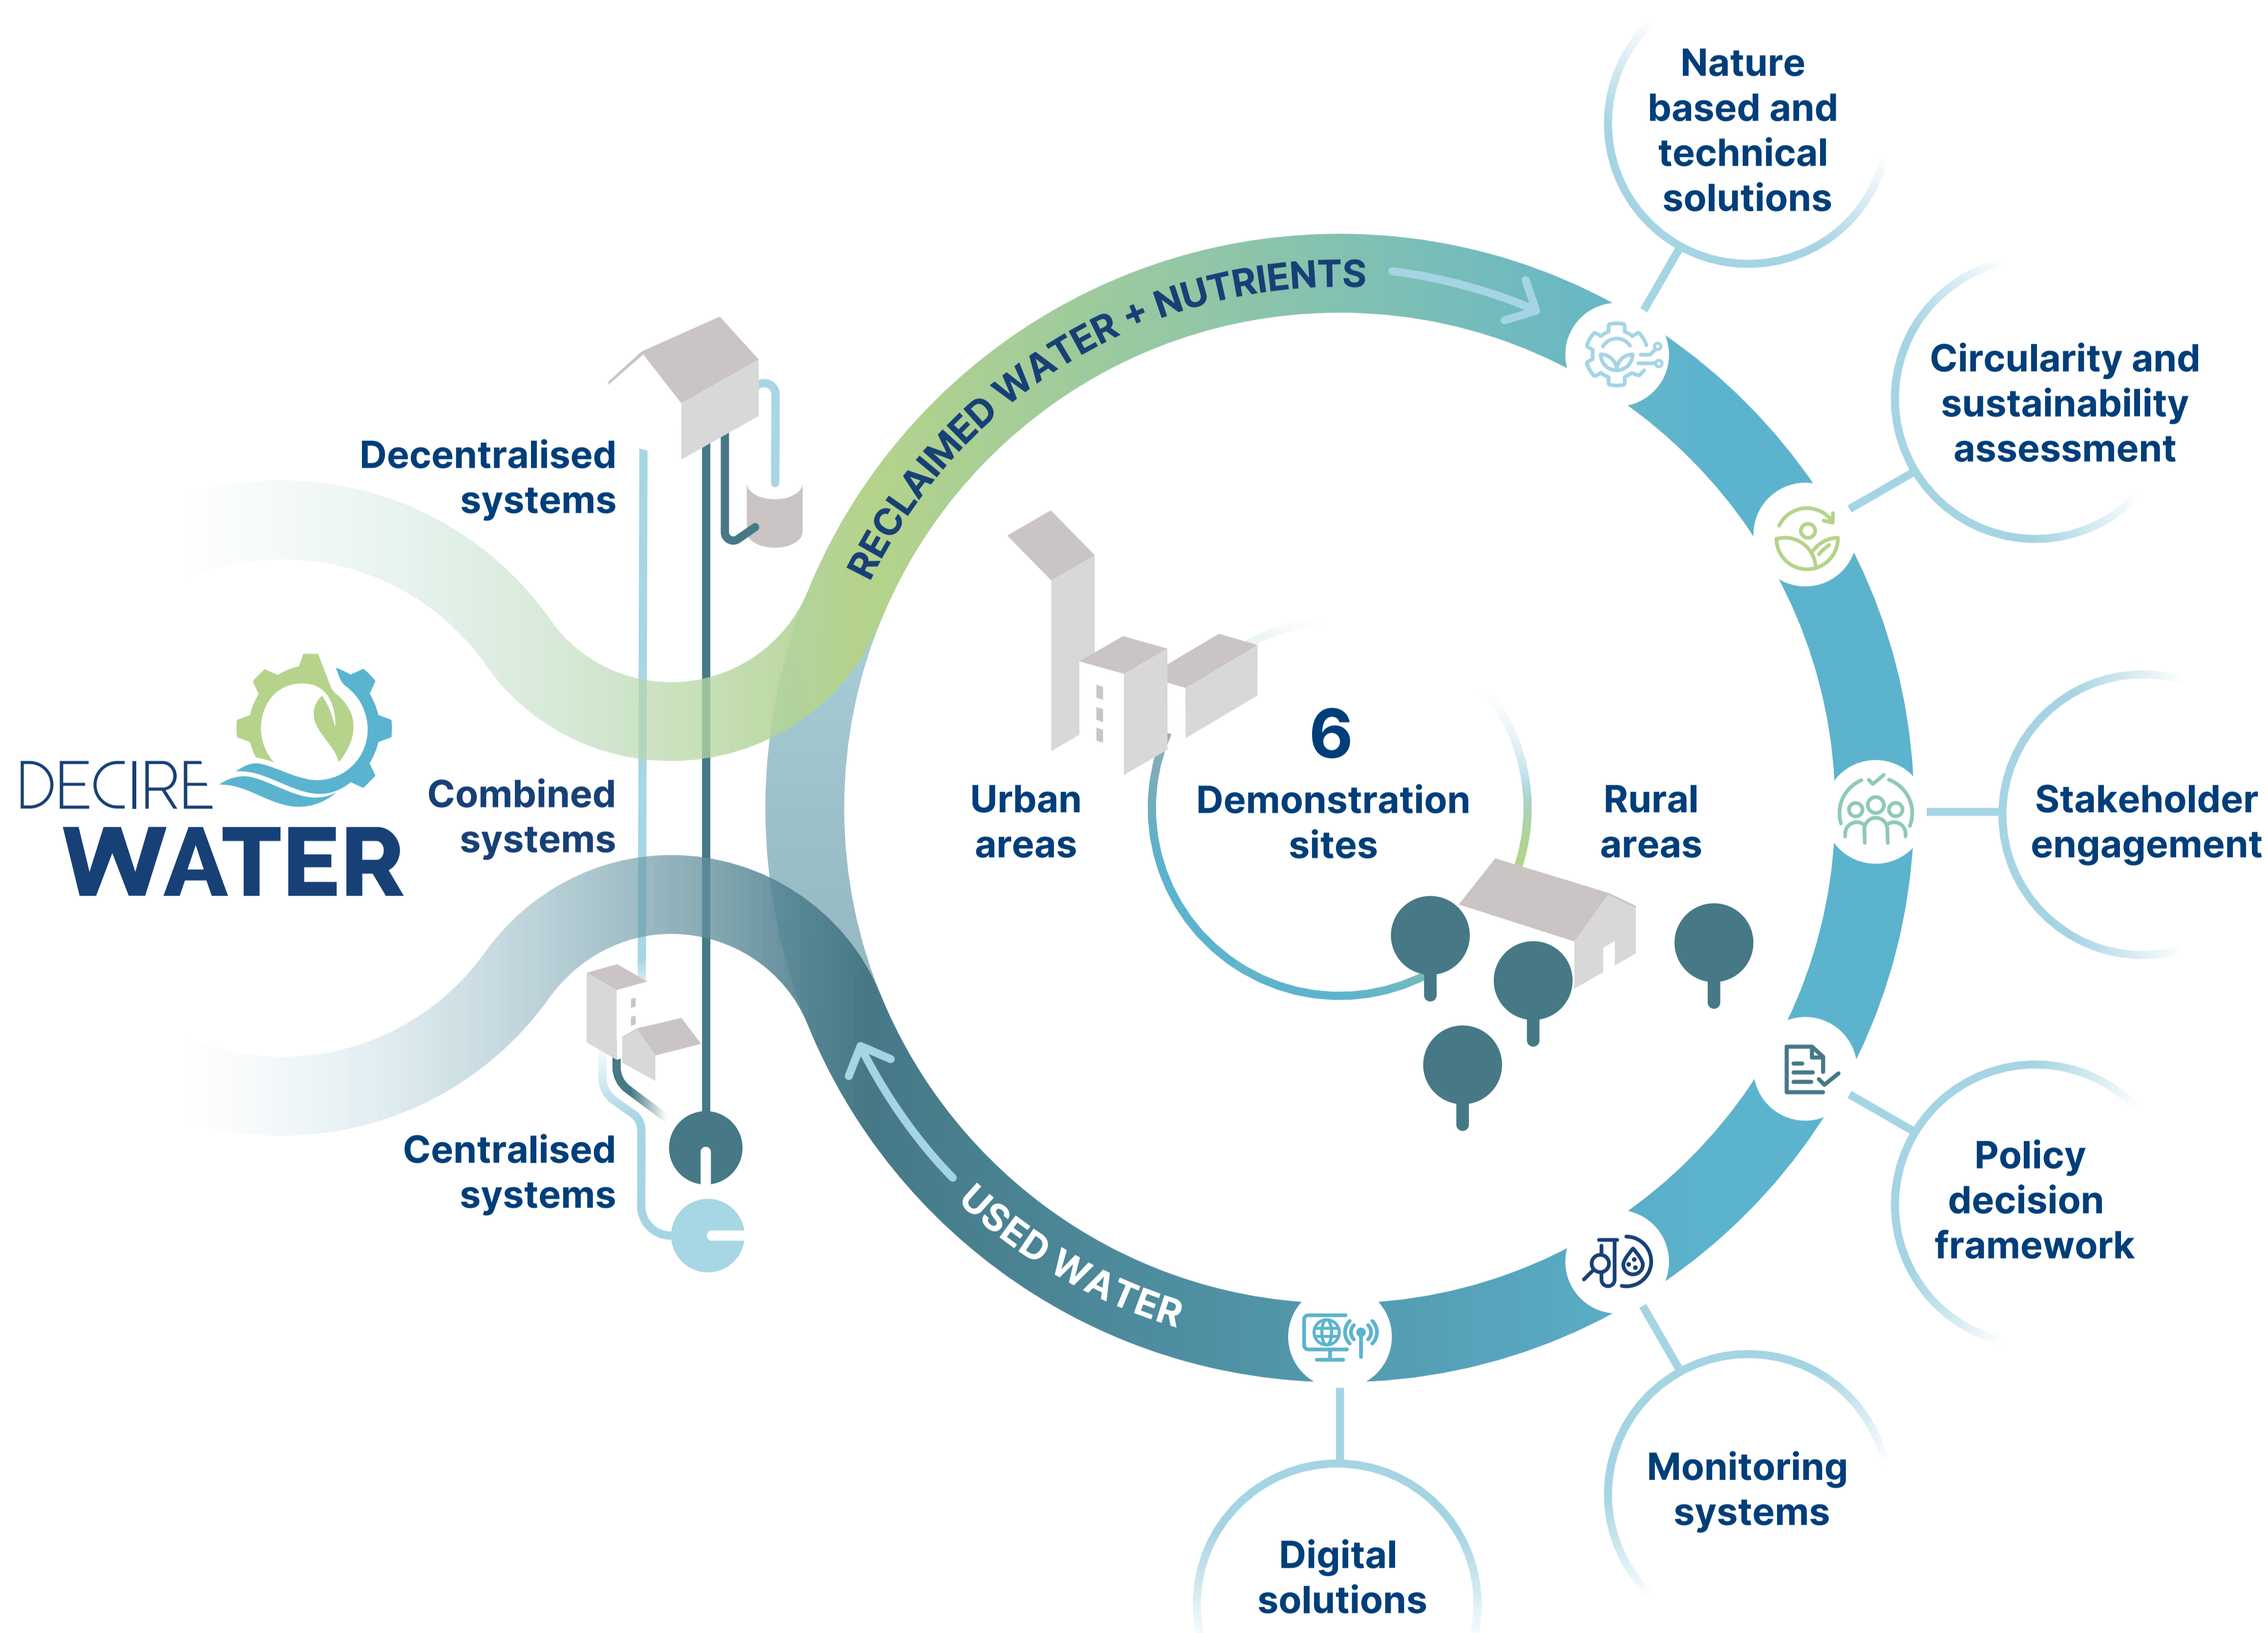 DECIRE
WATER
Decentralised
systems
Combined
systems
Centralised
systems
RECLAIMED WATER + NUTRIENTS
USED WATER
Urban
areas
6
Demonstration
sites
Rural
areas
Nature
based and
technical
solutions
Circularity and
sustainability
assessment
Stakeholder
engagement
Policy
decision
framework
Monitoring
systems
Digital
solutions